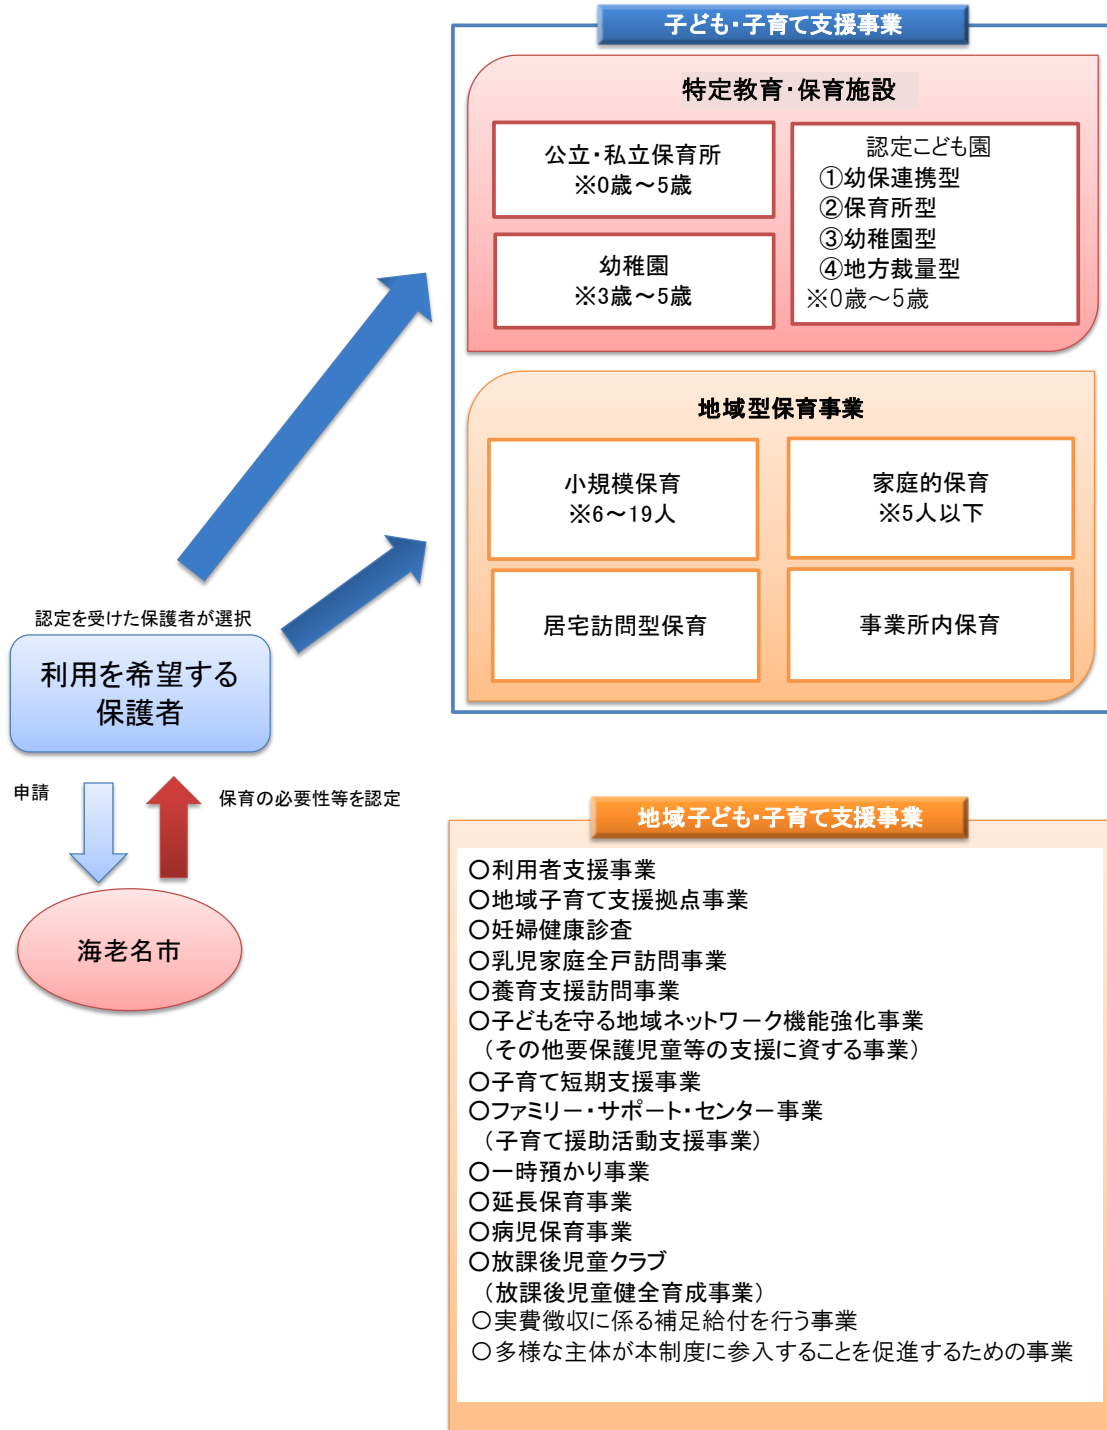 子ども・子育て支援事業
特定教育・保育施設
公立・私立保育所
※0歳～5歳
幼稚園
※3歳～5歳
認定こども園
①幼保連携型
②保育所型
③幼稚園型
④地方裁量型
※0歳～5歳
地域型保育事業
小規模保育
※6～19人
家庭的保育
※5人以下
居宅訪問型保育
事業所内保育
認定を受けた保護者が選択
利用を希望する
保護者
申請
保育の必要性等を認定
海老名市
地域子ども・子育て支援事業
○利用者支援事業
○地域子育て支援拠点事業
○妊婦健康診査
○乳児家庭全戸訪問事業
○養育支援訪問事業
○子どもを守る地域ネットワーク機能強化事業
（その他要保護児童等の支援に資する事業）
○子育て短期支援事業
○ファミリー・サポート・センター事業
（子育て援助活動支援事業）
○一時預かり事業
○延長保育事業
○病児保育事業
○放課後児童クラブ
（放課後児童健全育成事業）
○実費徴収に係る補足給付を行う事業
○多様な主体が本制度に参入することを促進するための事業